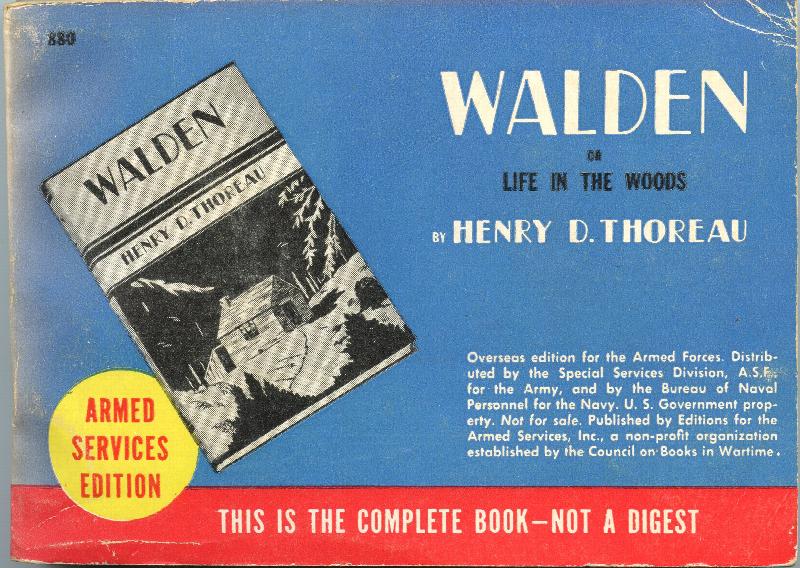 880
WALDEN
HENRY D. THOREAU
WALDEN
OR
LIFE IN THE WOODS
BY HENRY D. THOREAU
Overseas edition for the Armed Forces. Distrib-
uted by the Special Services Division, A.S.F.,
for the Army, and by the Bureau of Naval
Personnel for the Navy. U. S. Government prop-
erty. Not for sale. Published by Editions for the
Armed Services, Inc., a non-profit organization
established by the Council on Books in Wartime.
ARMED
SERVICES
EDITION
THIS IS THE COMPLETE BOOK—NOT A DIGEST